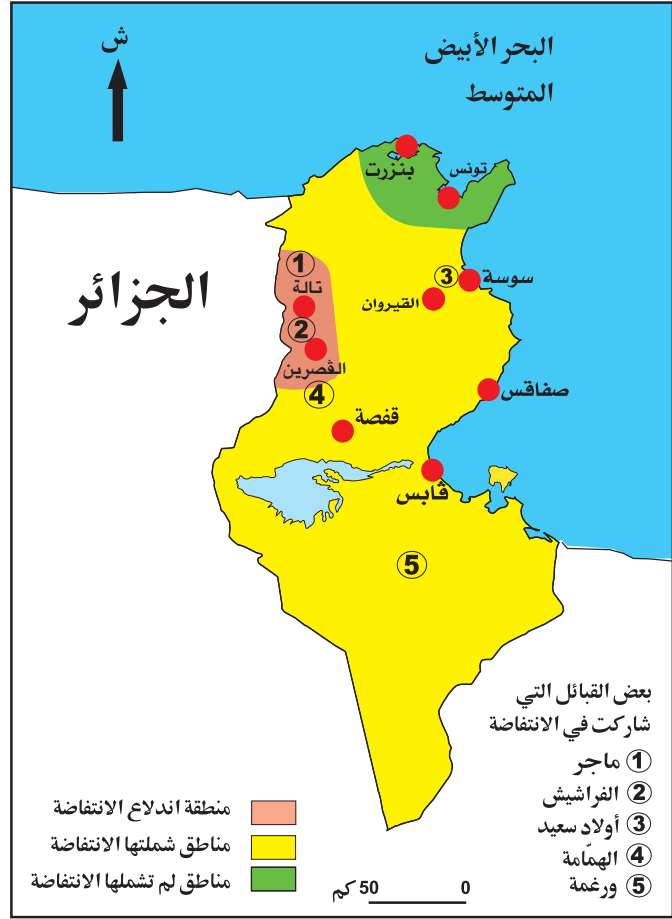 ش
البحر الأبيض
المتوسط
بنزرت
تونس
1
تالة
2
القصرين
4
3
سوسة
القيروان
الجزائر
صفاقس
قفصة
ڨابس
5
بعض القبائل التي
شاركت في الانتفاضة
1 ماجر
2 الفراشيش
3 أولاد سعيد
4 الهمّامة
5 ورغمة
منطقة اندلاع الانتفاضة
مناطق شملتها الانتفاضة
مناطق لم تشملها الانتفاضة
0 50 كم